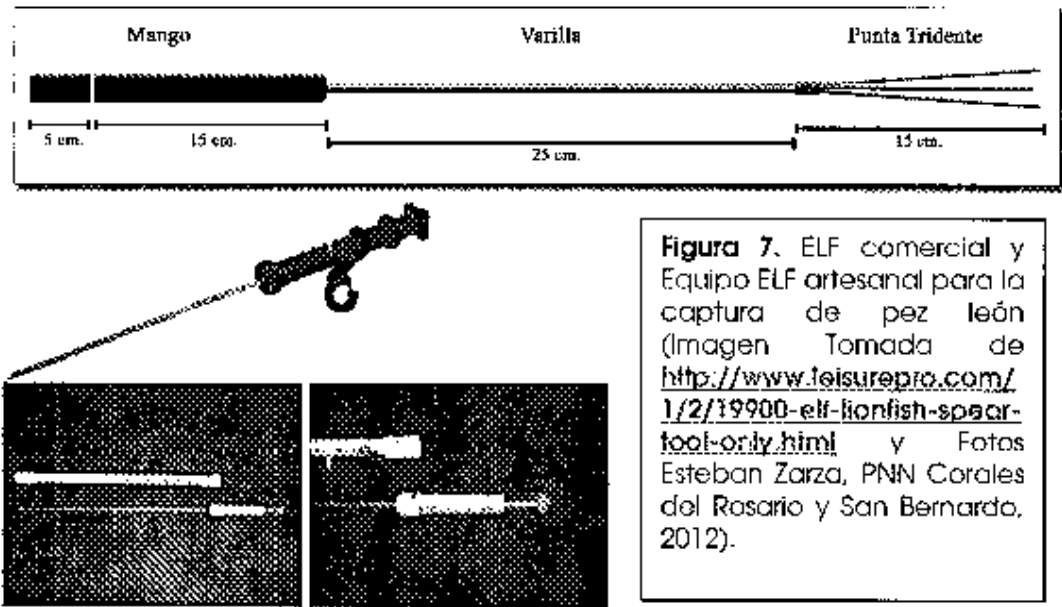 Mango Varilla Punta Tridente
5 cm. 15 cm. 25 cm. 15 cm.
Figura 7. ELF comercial y
Equipo ELF artesanal para la
captura de pez león
(Imagen Tomada de
http://www.leisurepro.com/
1/2/19900-elf-lionfish-spear-
tool-only.html y Fotos
Esteban Zarza, PNN Corales
del Rosario y San Bernardo,
2012).